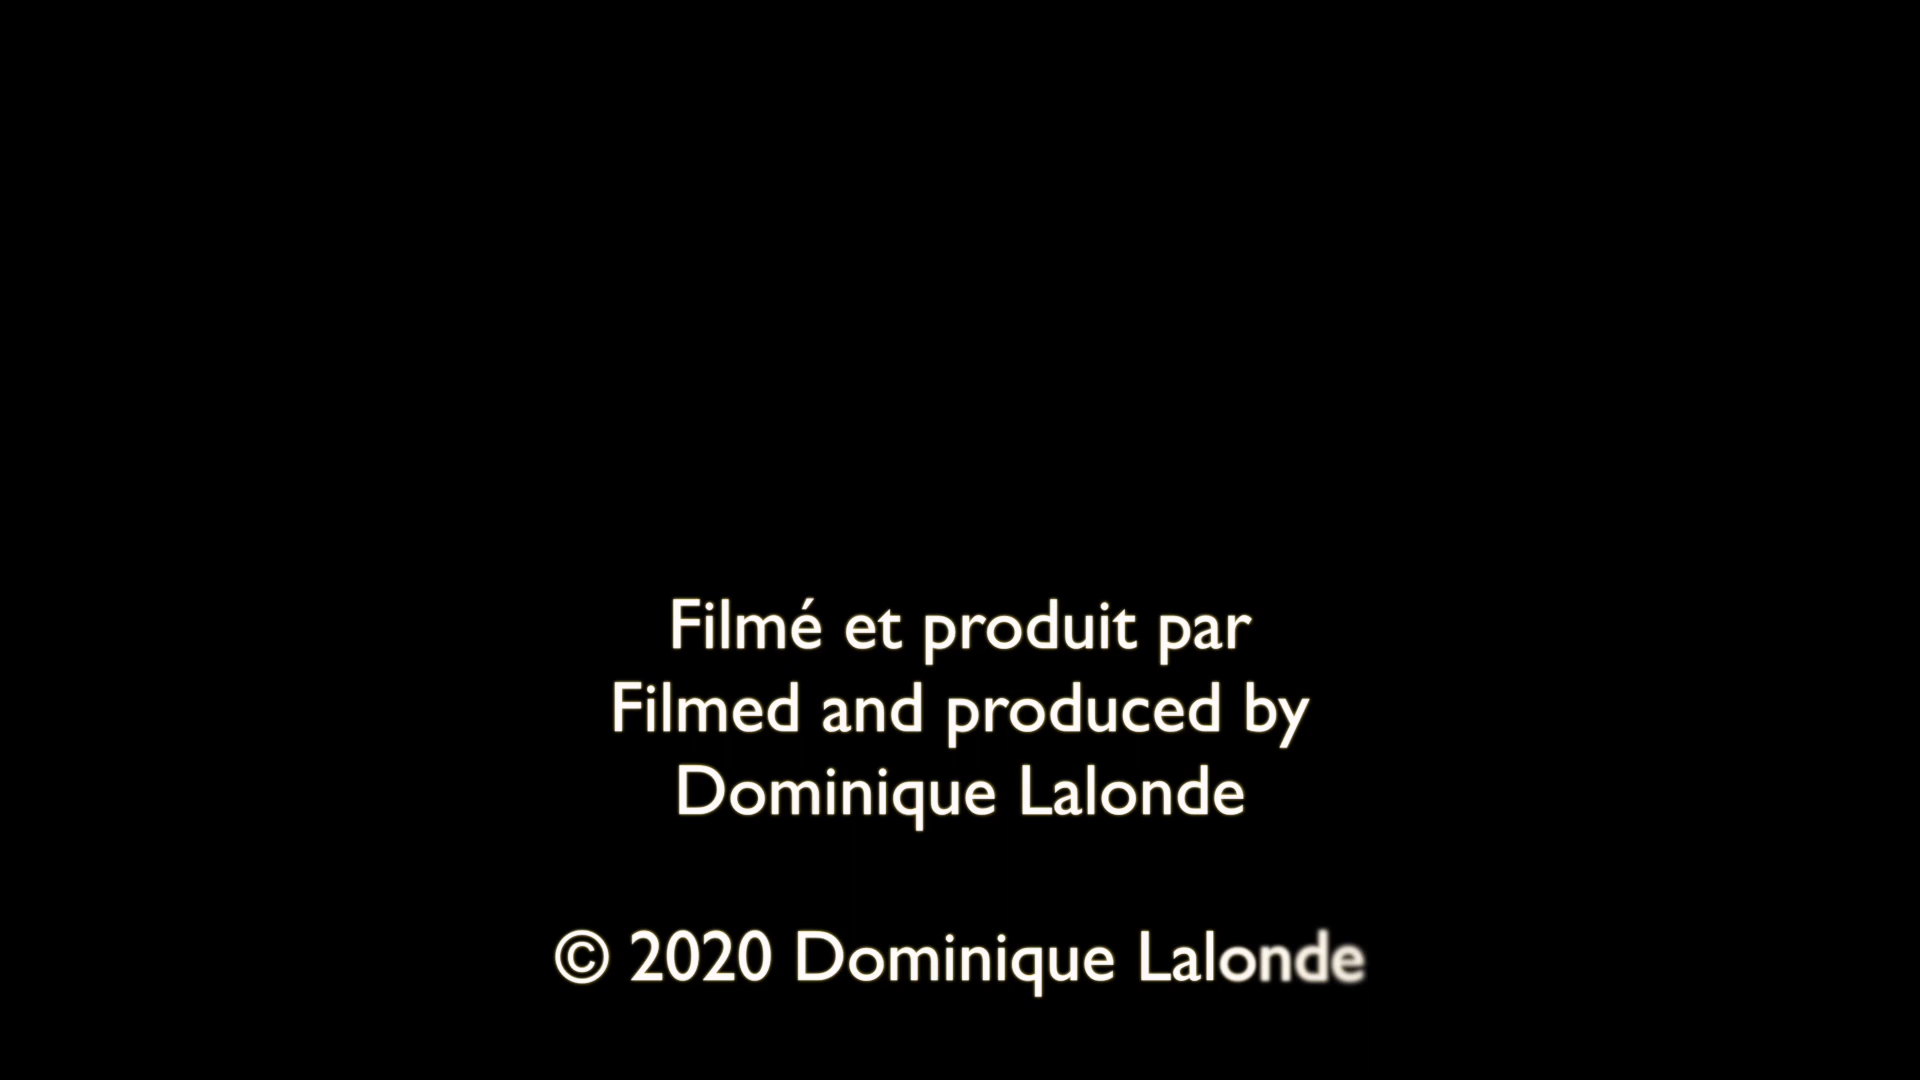 Filmé et produit par
Filmed and produced by
Dominique Lalonde
© 2020 Dominique Lalonde